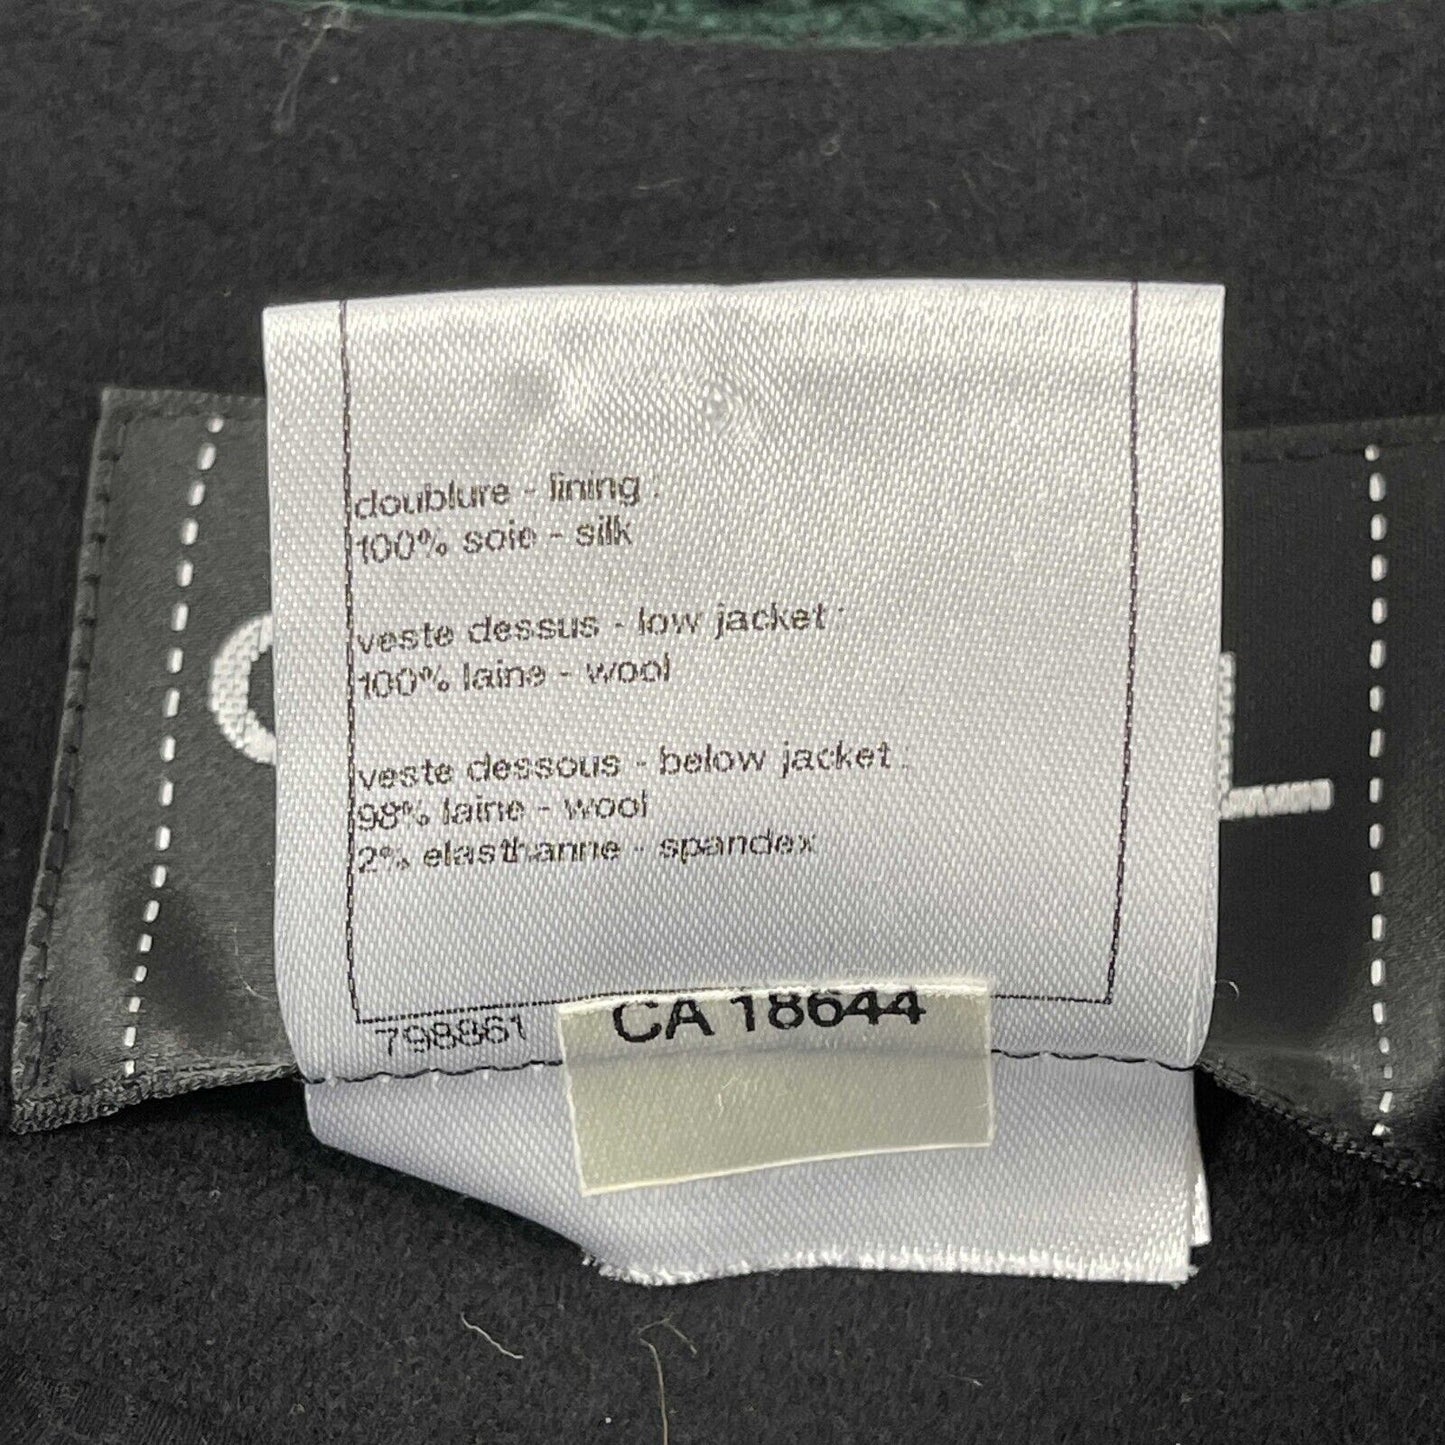 doublure - lining :
100% soie - silk
veste dessus - low jacket :
100% laine - wool
veste dessous - below jacket :
98% laine - wool
2% elasthanne - spandex
798861
CA 18644